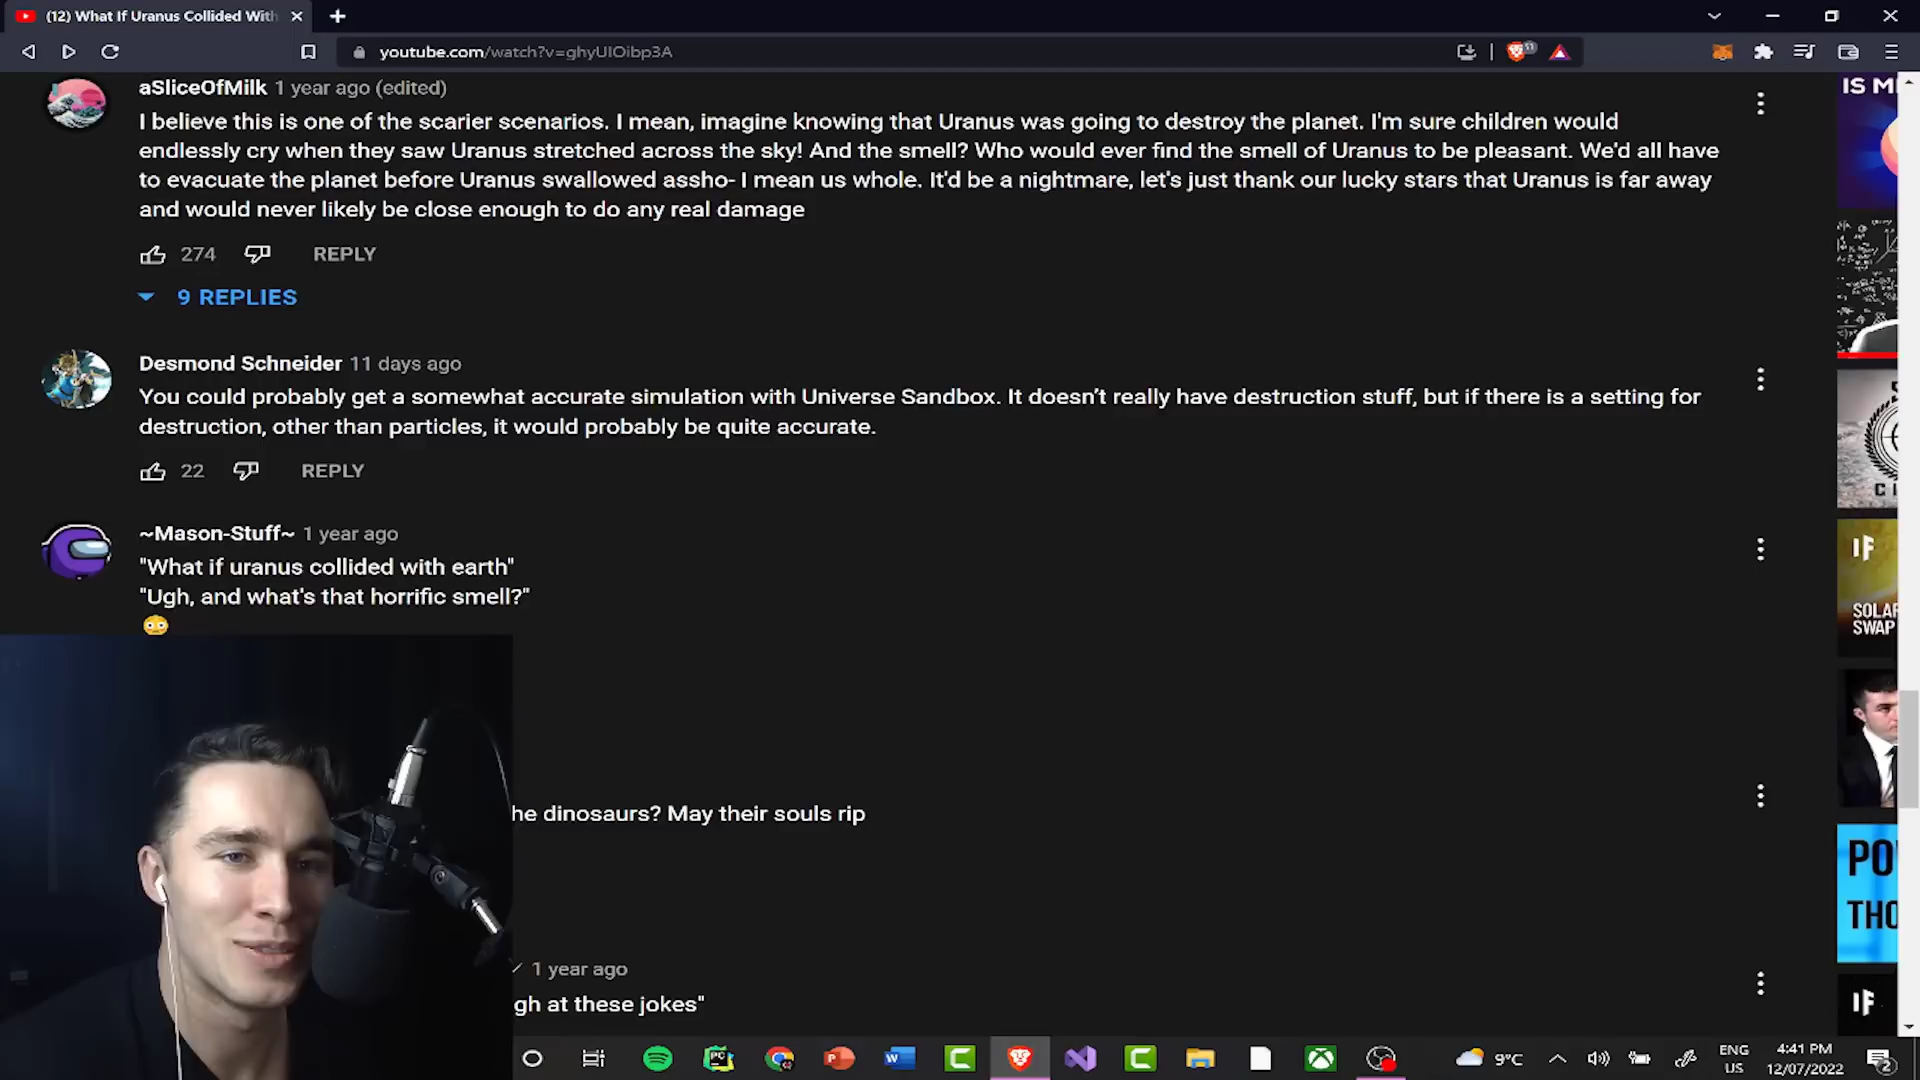 (12) What If Uranus Collided With
youtube.com/watch?v=ghyUIOibp3A
11
aSliceOfMilk 1 year ago (edited)
I believe this is one of the scarier scenarios. I mean, imagine knowing that Uranus was going to destroy the planet. I'm sure children would
endlessly cry when they saw Uranus stretched across the sky! And the smell? Who would ever find the smell of Uranus to be pleasant. We'd all have
to evacuate the planet before Uranus swallowed assho- I mean us whole. It'd be a nightmare, let's just thank our lucky stars that Uranus is far away
and would never likely be close enough to do any real damage
274 REPLY
9 REPLIES
Desmond Schneider 11 days ago
You could probably get a somewhat accurate simulation with Universe Sandbox. It doesn’t really have destruction stuff, but if there is a setting for
destruction, other than particles, it would probably be quite accurate.
22 REPLY
~Mason-Stuff~ 1 year ago
"What if uranus collided with earth"
"Ugh, and what's that horrific smell?"
😳
he dinosaurs? May their souls rip
1 year ago
gh at these jokes"
IS M
CI
IF
SOLAR
SWAP
PO
THO
IF
PC
ENG
US
9°C
4:41 PM
12/07/2022
2